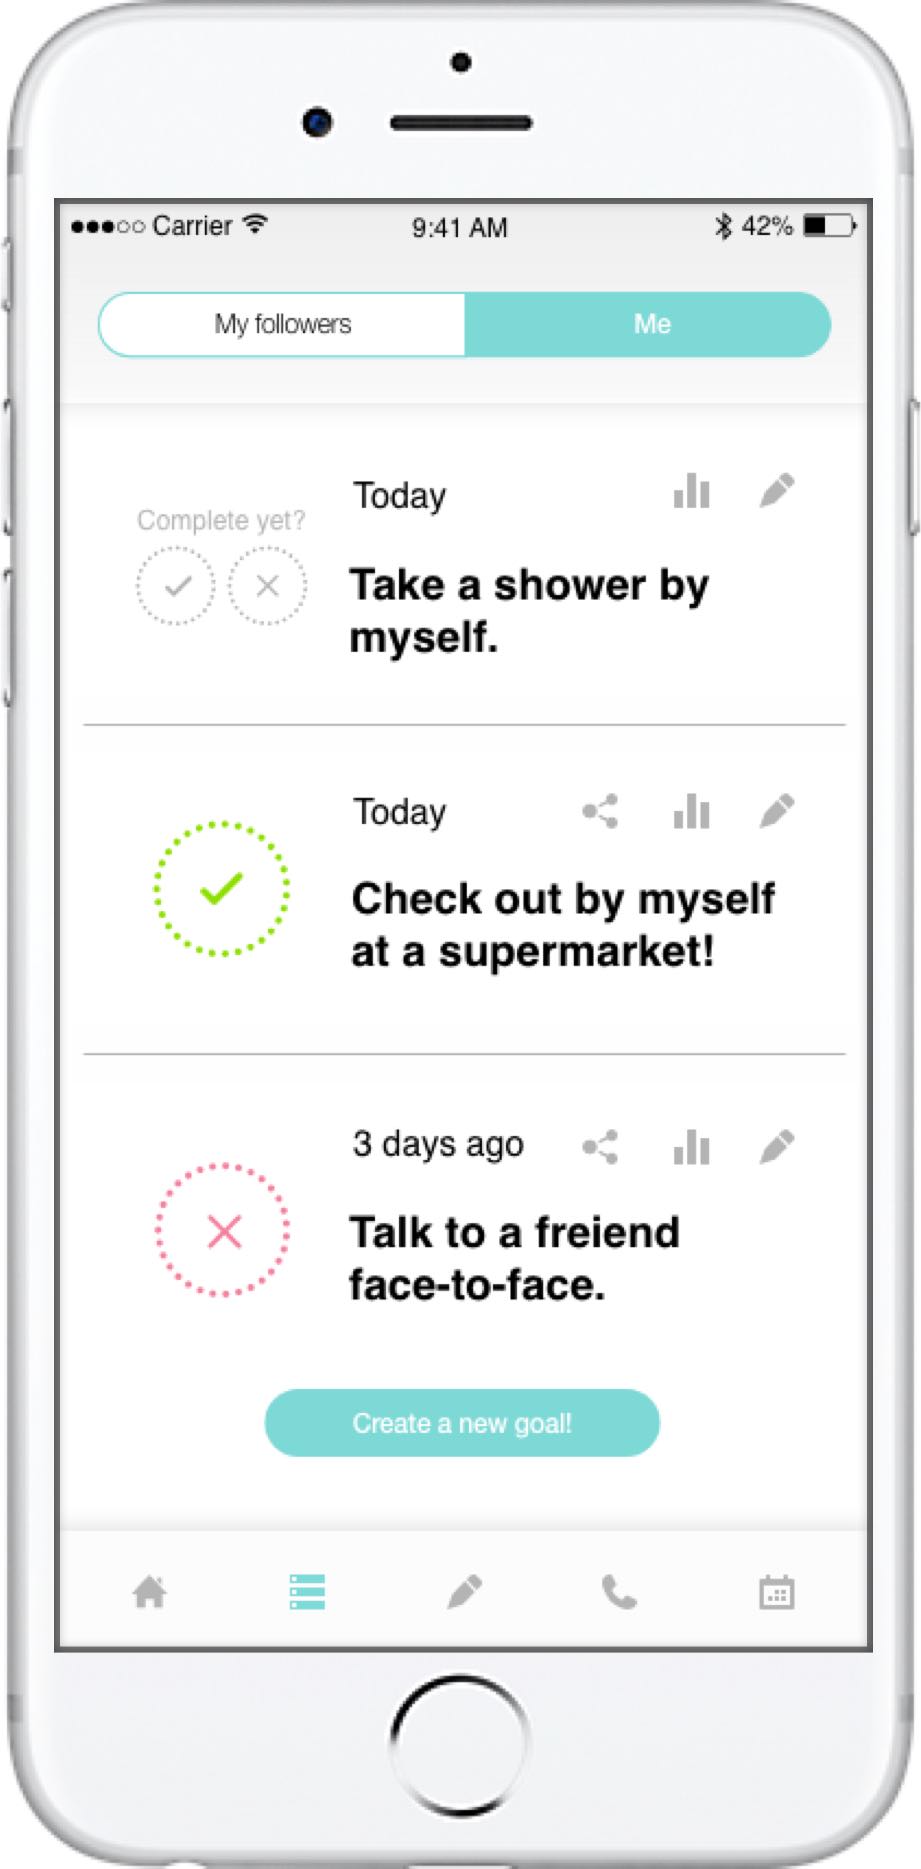 Carrier
9:41 AM
42%
My followers
Me
Complete yet?
Today
Take a shower by
myself.
Today
Check out by myself
at a supermarket!
3 days ago
Talk to a freiend
face-to-face.
Create a new goal!